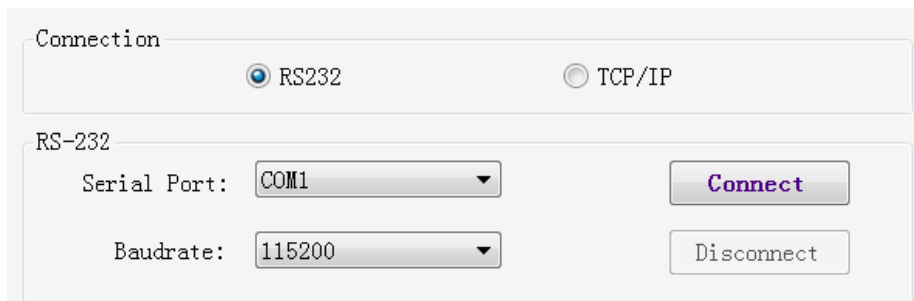 Connection
RS232 TCP/IP
RS-232
Serial Port: COM1 Connect
Baudrate: 115200 Disconnect